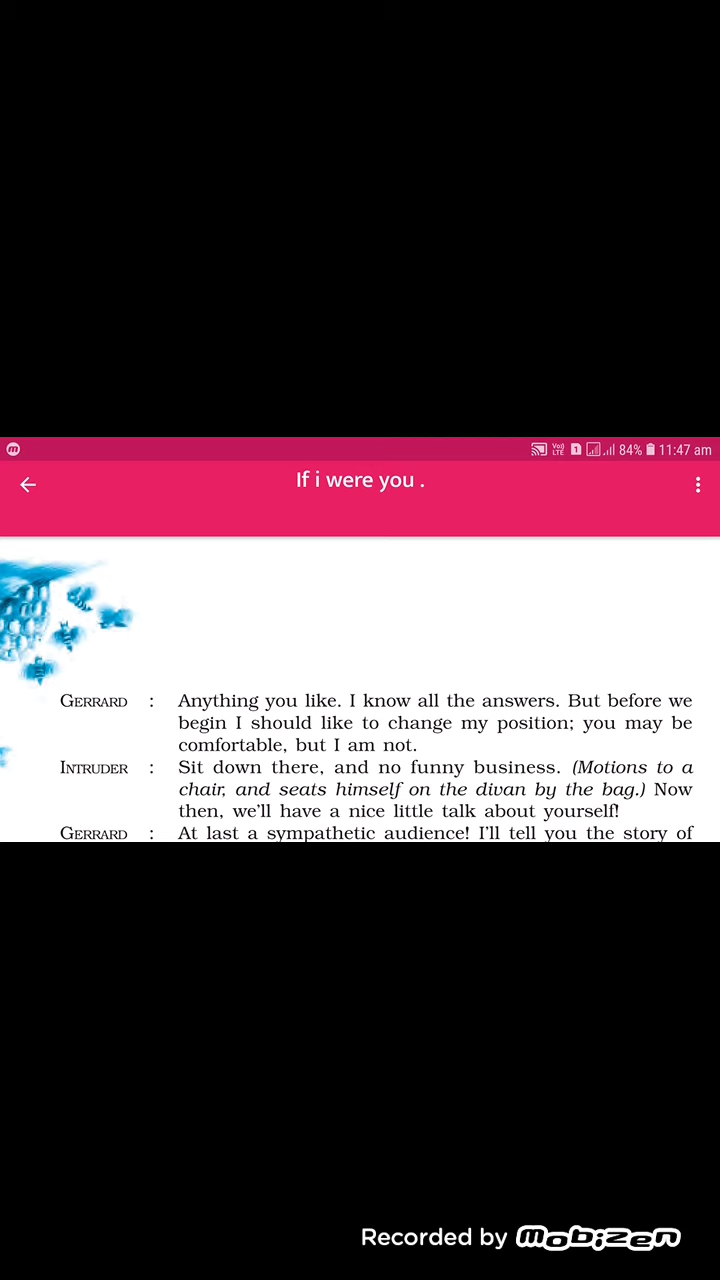 84% 11:47 am
If i were you .
GERRARD : Anything you like. I know all the answers. But before we
begin I should like to change my position; you may be
comfortable, but I am not.
INTRUDER : Sit down there, and no funny business. (Motions to a
chair, and seats himself on the divan by the bag.) Now
then, we'll have a nice little talk about yourself!
GERRARD : At last a sympathetic audience! I'll tell you the story of
Recorded by mobizen